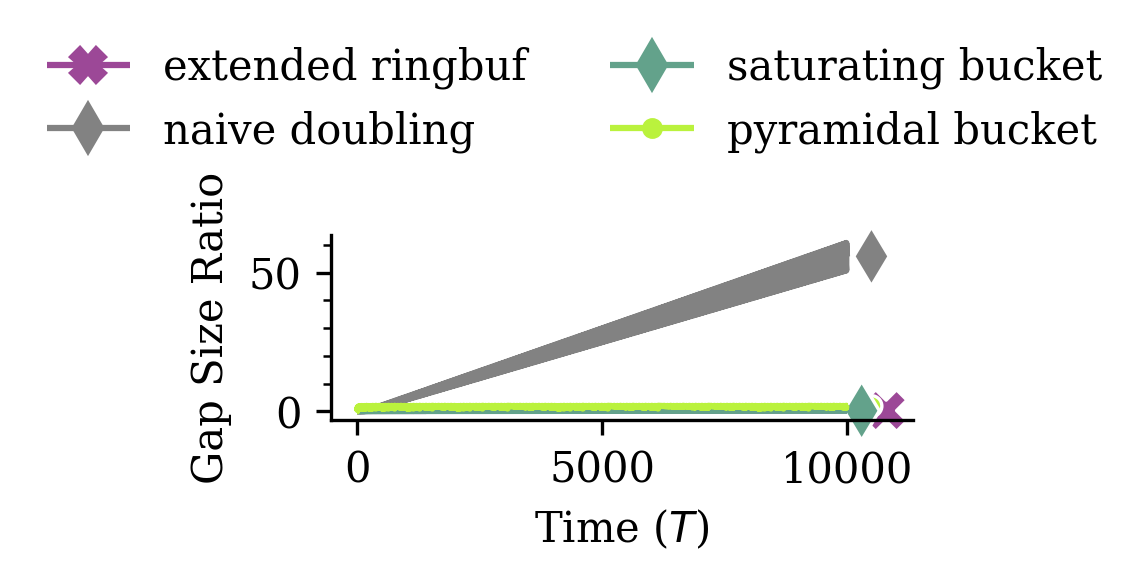 extended ringbuf
saturating bucket
naive doubling
pyramidal bucket
Gap Size Ratio
50
0
0
5000
10000
Time (T)